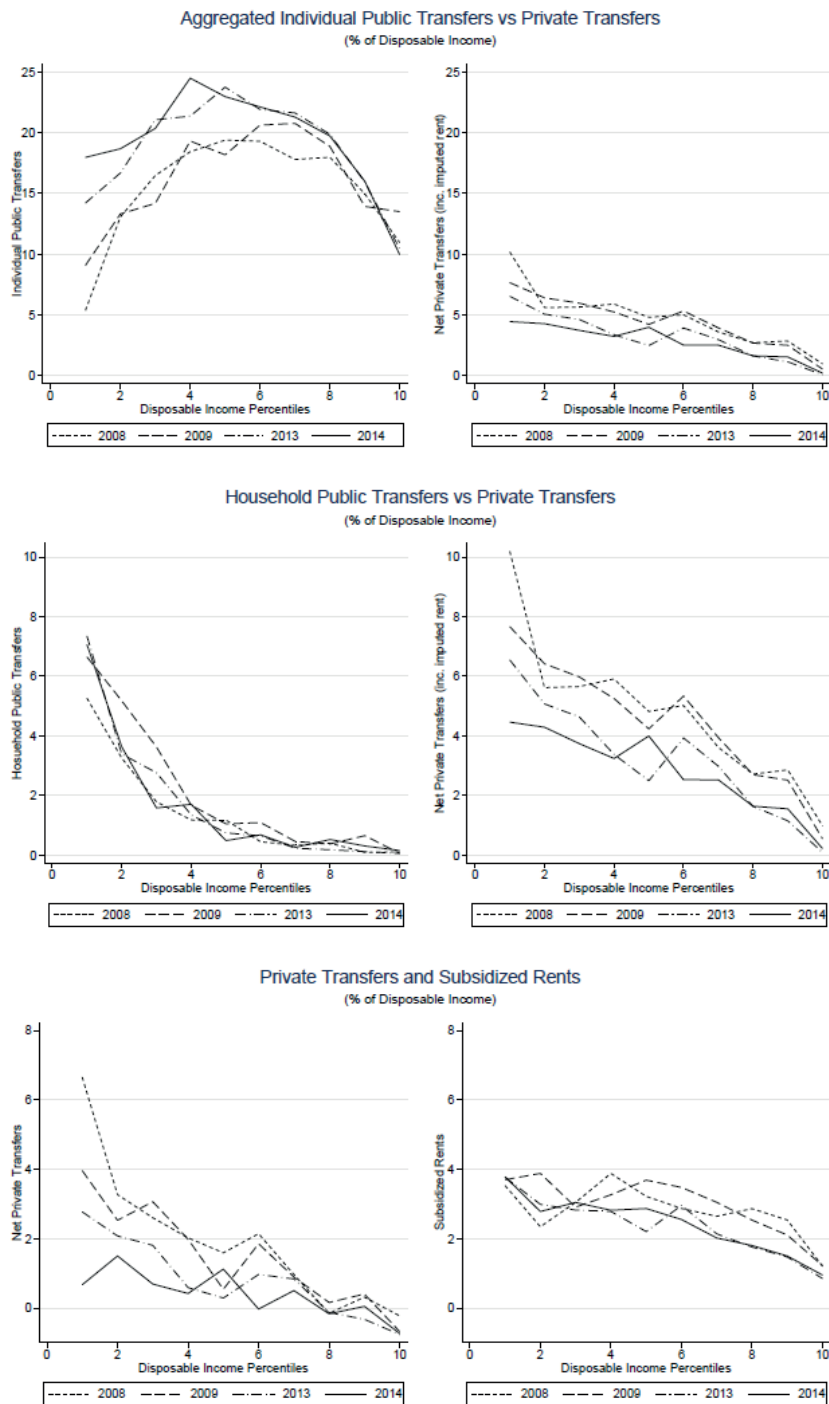 Aggregated Individual Public Transfers vs Private Transfers
(% of Disposable Income)
Individual Public Transfers
25
20
15
10
5
0
0 2 4 6 8 10
Disposable Income Percentiles
2008 2009 2013 2014
Net Private Transfers (inc. imputed rent)
25
20
15
10
5
0
0 2 4 6 8 10
Disposable Income Percentiles
2008 2009 2013 2014
Household Public Transfers vs Private Transfers
(% of Disposable Income)
Hosuehold Public Transfers
10
8
6
4
2
0
0 2 4 6 8 10
Disposable Income Percentiles
2008 2009 2013 2014
Net Private Transfers (inc. imputed rent)
10
8
6
4
2
0
0 2 4 6 8 10
Disposable Income Percentiles
2008 2009 2013 2014
Private Transfers and Subsidized Rents
(% of Disposable Income)
Net Private Transfers
8
6
4
2
0
0 2 4 6 8 10
Disposable Income Percentiles
2008 2009 2013 2014
Subsidized Rents
8
6
4
2
0
0 2 4 6 8 10
Disposable Income Percentiles
2008 2009 2013 2014